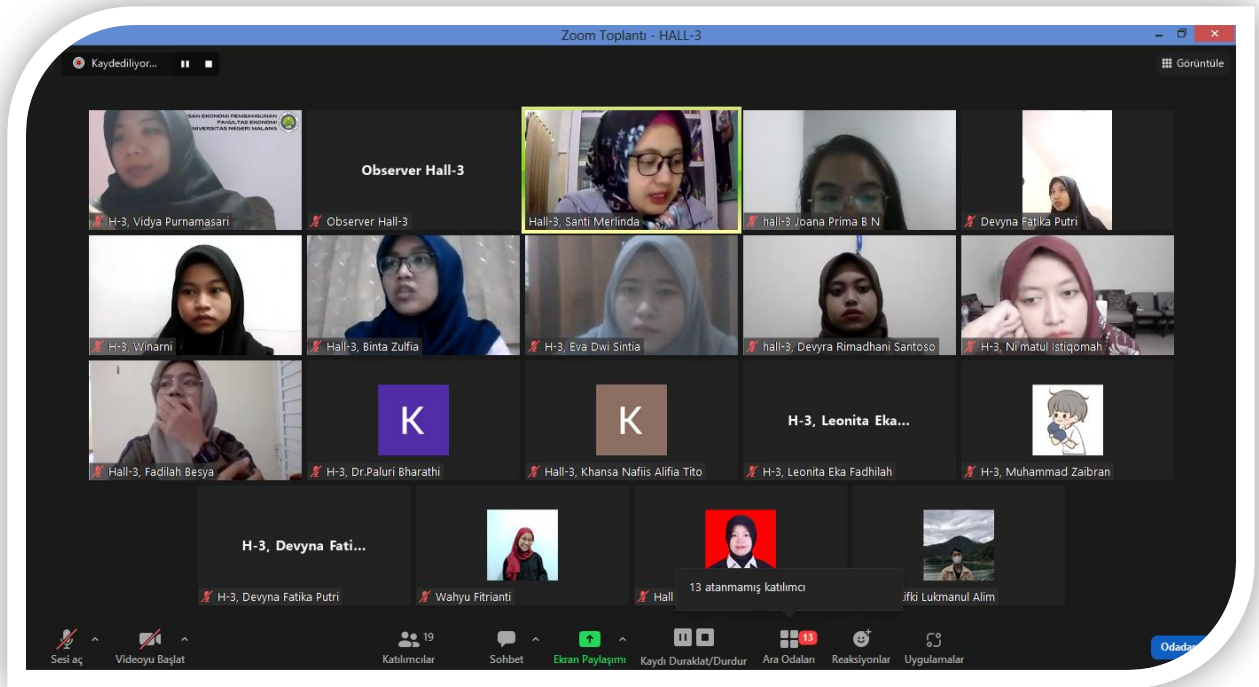 Zoom Toplantı - HALL-3
Kaydediliyor...
Görüntüle
SAN EKONOMI PEMBANGUNAN
FAKULTAS EKONOMI
NIVERSITAS NEGERI MALANG
H-3, Vidya Purnamasari
Observer Hall-3
Observer Hall-3
Hall-3, Santi Merlinda
hall-3 Joana Prima B N
Devyna Fatika Putri
H-3, Winarni
Hall-3, Binta Zulfia
H-3, Eva Dwi Sintia
hall-3, Devyra Rimadhani Santoso
H-3, Ni'matul Istiqomah
Hall-3, Fadilah Besya
K
H-3, Dr.Paluri Bharathi
K
Hall-3, Khansa Nafiis Alifia Tito
H-3, Leonita Eka...
H-3, Leonita Eka Fadhilah
H-3, Muhammad Zaibran
H-3, Devyna Fati...
H-3, Devyna Fatika Putri
Wahyu Fitrianti
Hall
13 atanmamış katılımcı
ifki Lukmanul Alim
Sesi aç
Videoyu Başlat
19
Katılımcılar
Sohbet
Ekran Paylaşımı
Kaydı Duraklat/Durdur
13
Ara Odaları
Reaksiyonlar
Uygulamalar
Odada